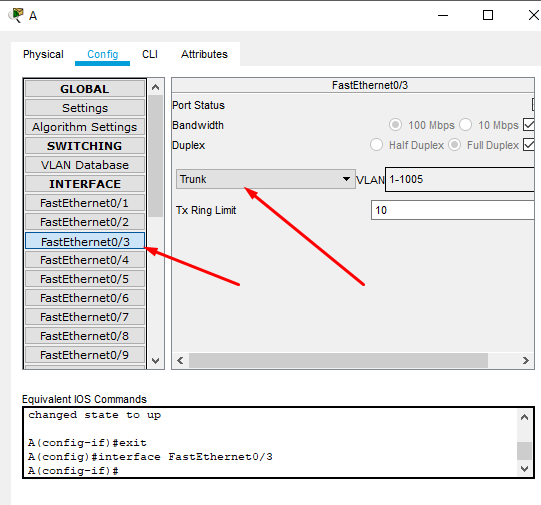 A
Physical Config CLI Attributes
GLOBAL
Settings
Algorithm Settings
SWITCHING
VLAN Database
INTERFACE
FastEthernet0/1
FastEthernet0/2
FastEthernet0/3
FastEthernet0/4
FastEthernet0/5
FastEthernet0/6
FastEthernet0/7
FastEthernet0/8
FastEthernet0/9
FastEthernet0/3
Port Status
Bandwidth 100 Mbps 10 Mbps
Duplex Half Duplex Full Duplex
Trunk VLAN 1-1005
Tx Ring Limit 10
Equivalent IOS Commands
changed state to up
A(config-if)#exit
A(config)#interface FastEthernet0/3
A(config-if)#